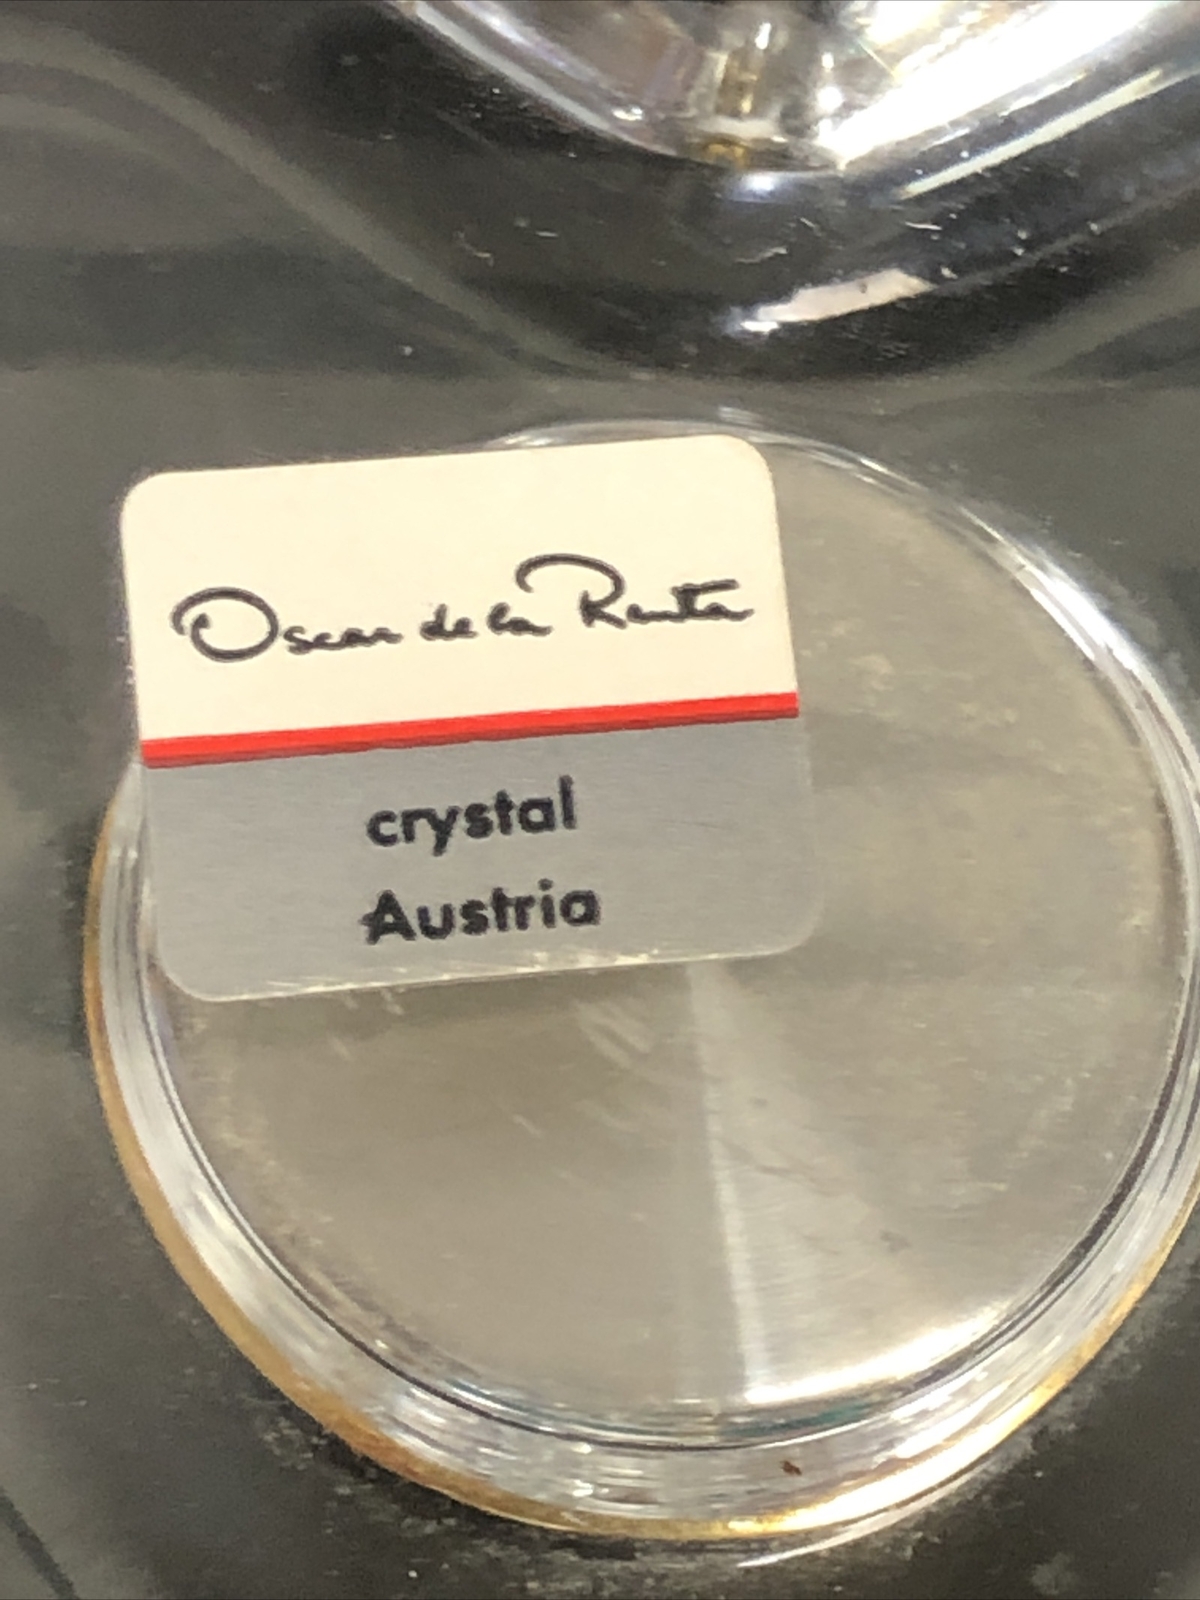 Oscar de la Renta
crystal
Austria